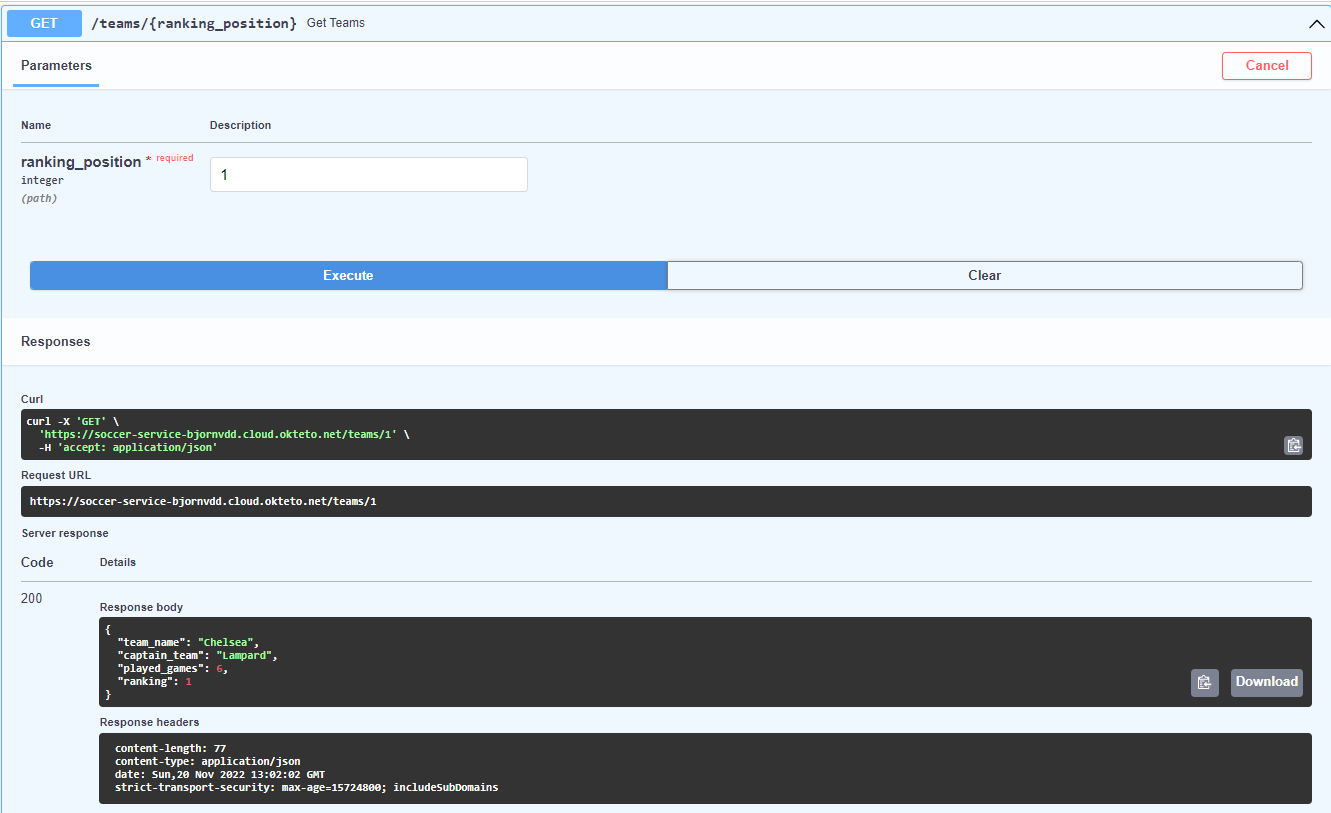 GET /teams/{ranking_position} Get Teams
Parameters
Cancel
Name Description
ranking_position * required
integer
(path)
1
Execute Clear
Responses
Curl
curl -X 'GET' \
  'https://soccer-service-bjornvdd.cloud.okteto.net/teams/1' \
  -H 'accept: application/json'
Request URL
https://soccer-service-bjornvdd.cloud.okteto.net/teams/1
Server response
Code Details
200
Response body
{
  "team_name": "Chelsea",
  "captain_team": "Lampard",
  "played_games": 6,
  "ranking": 1
}
Download
Response headers
content-length: 77
content-type: application/json
date: Sun,20 Nov 2022 13:02:02 GMT
strict-transport-security: max-age=15724800; includeSubDomains